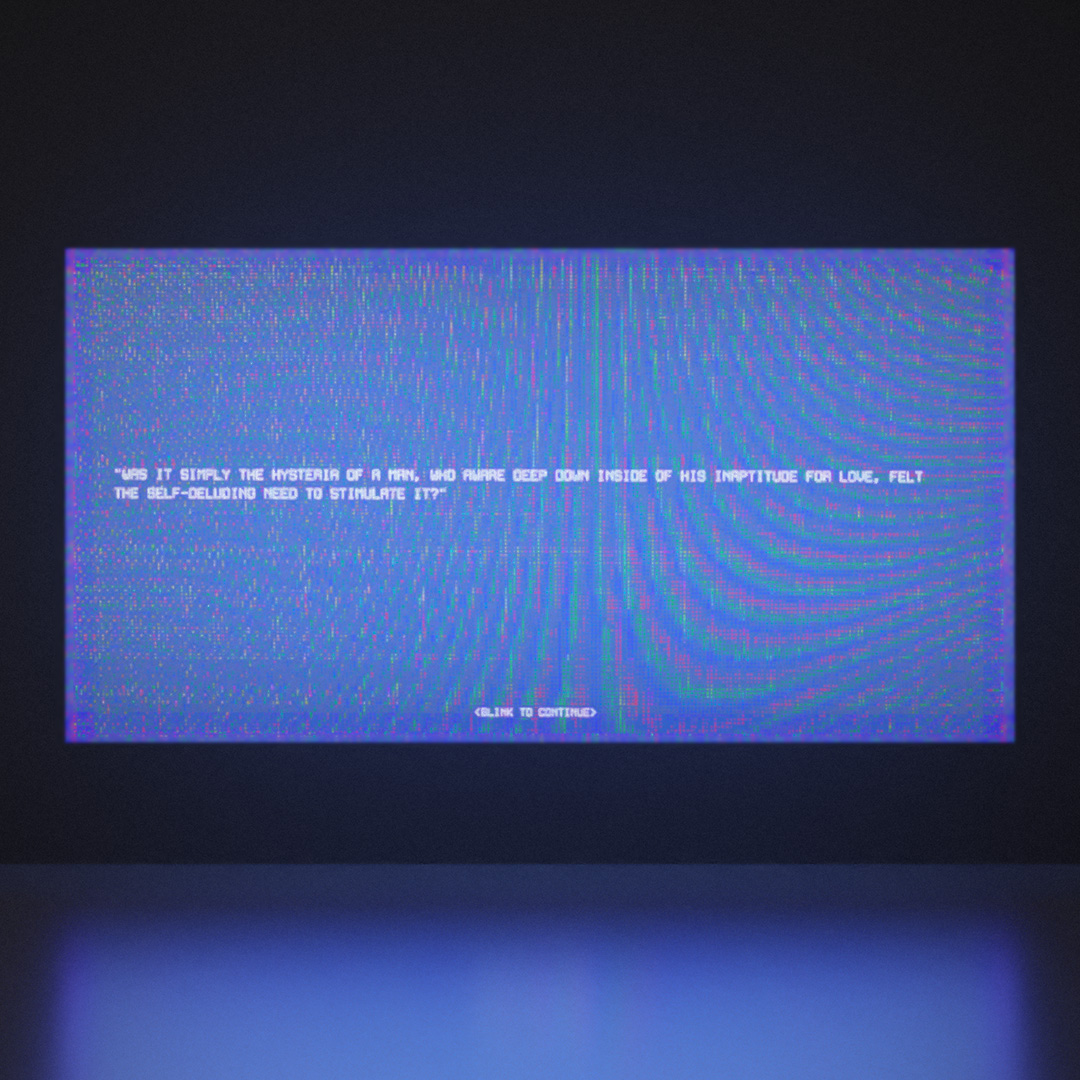 "WAS IT SIMPLY THE HYSTERIA OF A MAN, WHO AWARE DEEP DOWN INSIDE OF HIS INAPTITUDE FOR LOVE, FELT
THE SELF-DELUDING NEED TO STIMULATE IT?"
<BLINK TO CONTINUE>